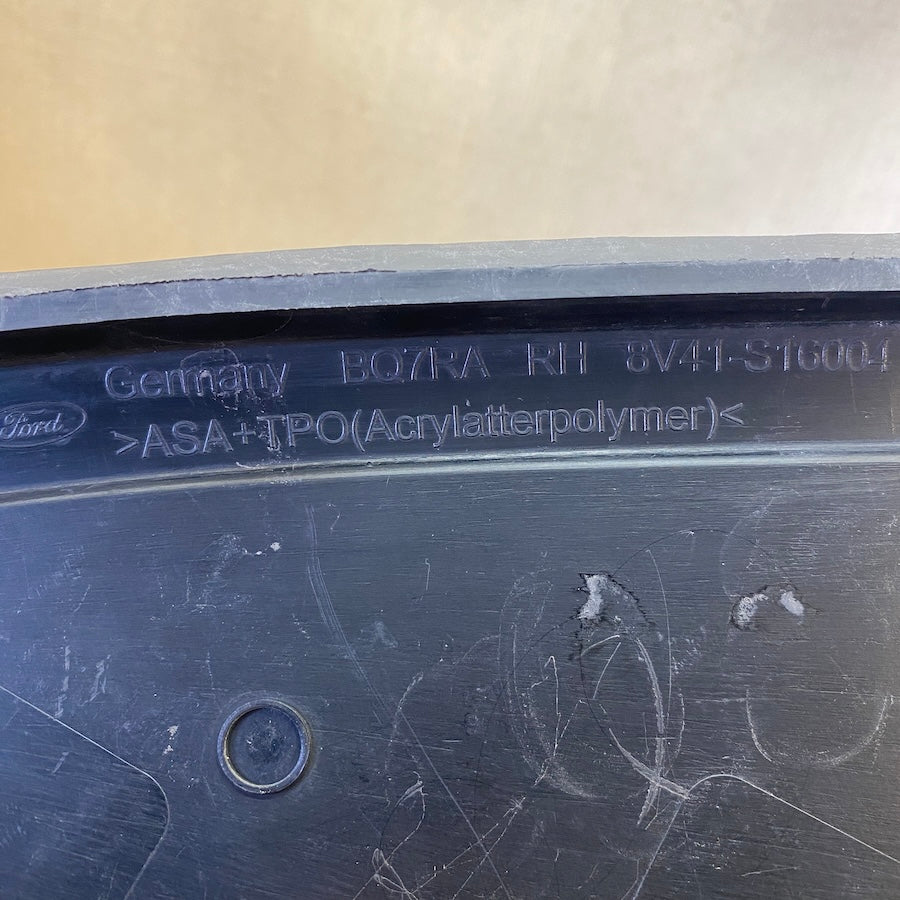 Germany BQ7RA RH 8V41-S16004
Ford
>ASA+TPO(Acrylatterpolymer)<